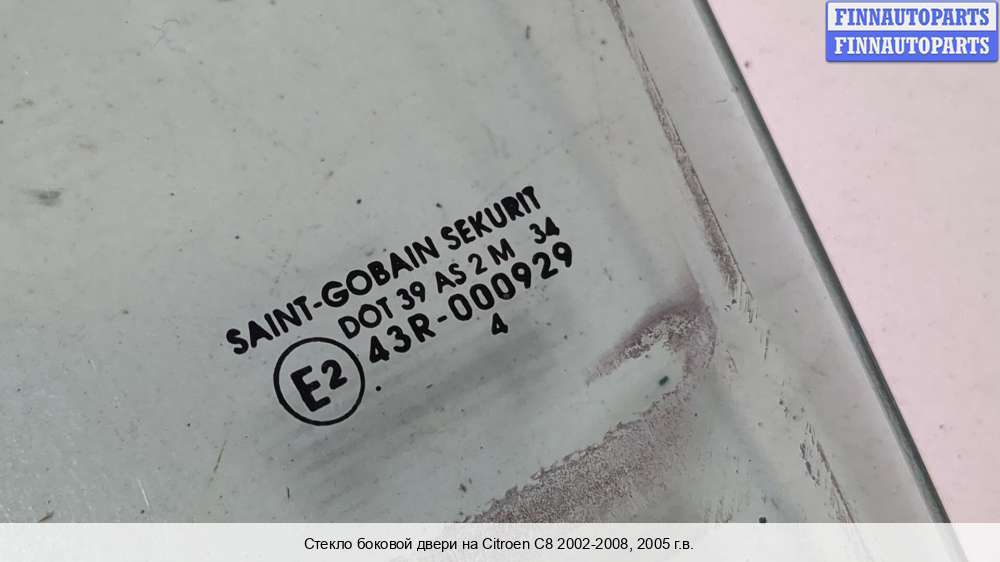 FINNAUTOPARTS
FINNAUTOPARTS
SAINT-GOBAIN SEKURIT
DOT 39 AS 2 M 34
E2 43R-000929
4
Стекло боковой двери на Citroen C8 2002-2008, 2005 г.в.